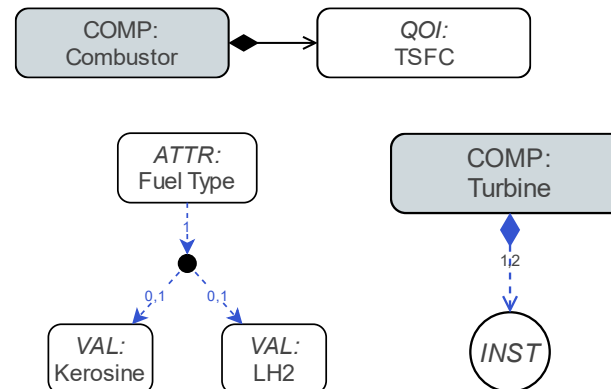 COMP:
Combustor
QOI:
TSFC
ATTR:
Fuel Type
1
0,1
0,1
VAL:
Kerosine
VAL:
LH2
COMP:
Turbine
1,2
INST